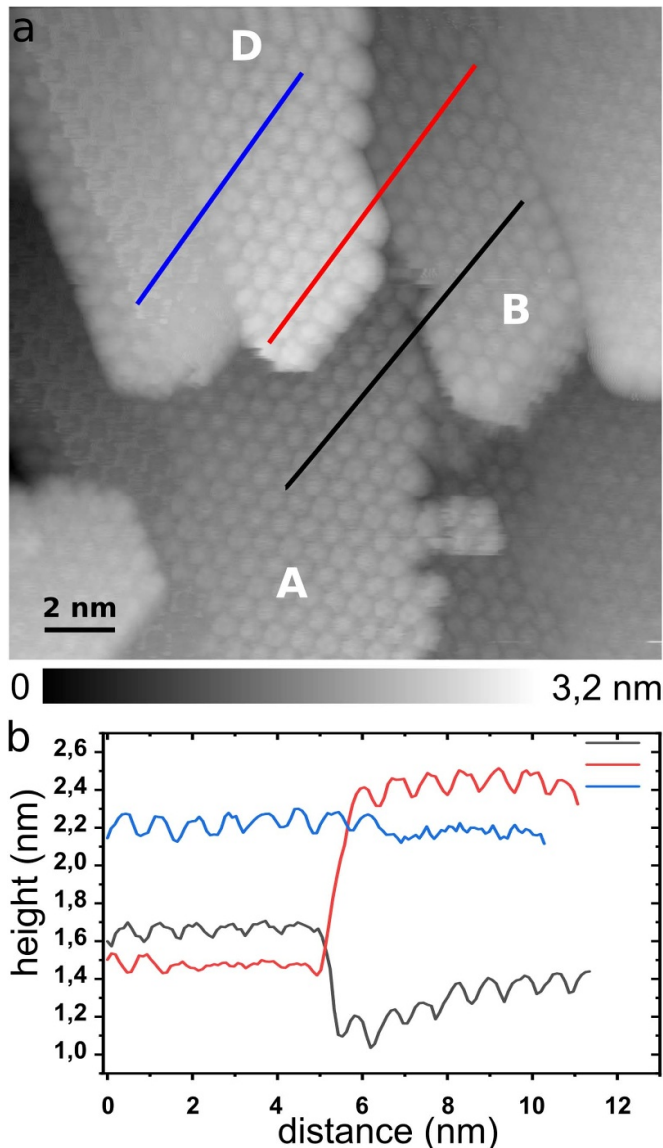 a
D
B
A
2 nm
0 3,2 nm
b
2,6
2,4
2,2
2,0
1,8
1,6
1,4
1,2
1,0
height (nm)
0 2 4 6 8 10 12
distance (nm)